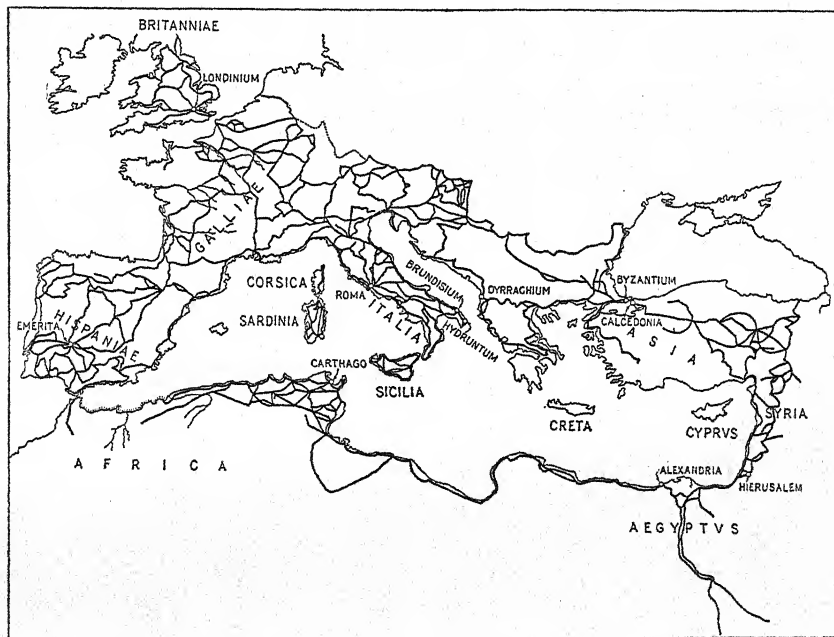 BRITANNIAE
LONDINIUM
GALLIAE
CORSICA
ROMA
ITALIA
BRUNDISIUM
DYRRAGHIUM
BYZANTIUM
SARDINIA
HYDRUNTUM
CALCEDONIA
ASIA
EMERITA
HISPANIAE
CARTHAGO
SICILIA
CRETA
CYPRVS
SYRIA
AFRICA
ALEXANDRIA
HIERUSALEM
AEGYPTVS